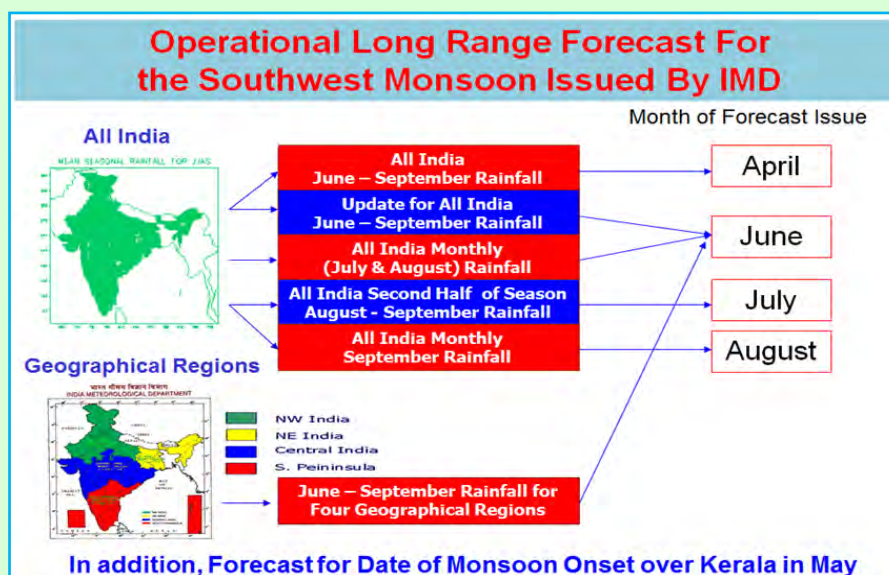 Operational Long Range Forecast For
the Southwest Monsoon Issued By IMD
Month of Forecast Issue
All India
MEAN SEASONAL RAINFALL FOR JJAS
All India
June – September Rainfall
Update for All India
June – September Rainfall
All India Monthly
(July & August) Rainfall
All India Second Half of Season
August - September Rainfall
All India Monthly
September Rainfall
April
June
July
August
Geographical Regions
भारत मौसम विज्ञान विभाग
INDIA METEOROLOGICAL DEPARTMENT
NW India
NE India
Central India
S. Peininsula
June – September Rainfall for
Four Geographical Regions
In addition, Forecast for Date of Monsoon Onset over Kerala in May